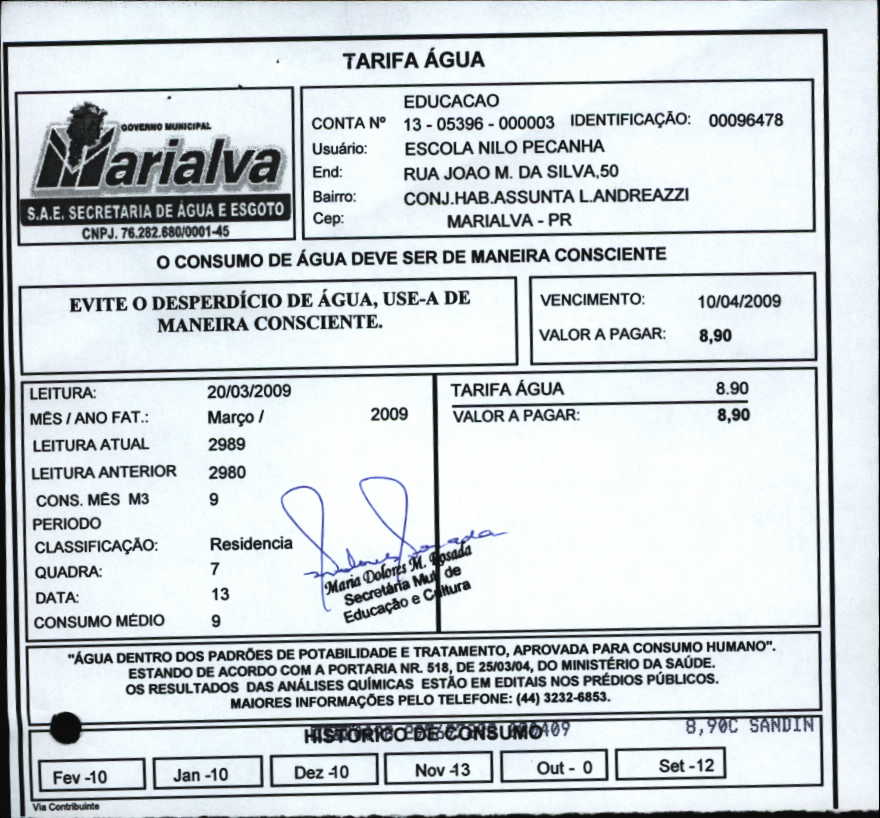 TARIFA ÁGUA
GOVERNO MUNICIPAL
Marialva
S.A.E. SECRETARIA DE ÁGUA E ESGOTO
CNPJ. 76.282.680/0001-45
EDUCACAO
CONTA Nº 13 - 05396 - 000003 IDENTIFICAÇÃO: 00096478
Usuário: ESCOLA NILO PECANHA
End: RUA JOAO M. DA SILVA,50
Bairro: CONJ.HAB.ASSUNTA L.ANDREAZZI
Cep: MARIALVA - PR
O CONSUMO DE ÁGUA DEVE SER DE MANEIRA CONSCIENTE
EVITE O DESPERDÍCIO DE ÁGUA, USE-A DE
MANEIRA CONSCIENTE.
VENCIMENTO: 10/04/2009
VALOR A PAGAR: 8,90
LEITURA: 20/03/2009
MÊS / ANO FAT.: Março / 2009
LEITURA ATUAL 2989
LEITURA ANTERIOR 2980
CONS. MÊS M3 9
PERIODO
CLASSIFICAÇÃO: Residencia
QUADRA: 7
DATA: 13
CONSUMO MÉDIO 9
TARIFA ÁGUA 8.90
VALOR A PAGAR: 8,90
Maria Dolores M. Rosada
Secretária Mun. de
Educação e Cultura
"ÁGUA DENTRO DOS PADRÕES DE POTABILIDADE E TRATAMENTO, APROVADA PARA CONSUMO HUMANO".
ESTANDO DE ACORDO COM A PORTARIA NR. 518, DE 25/03/04, DO MINISTÉRIO DA SAÚDE.
OS RESULTADOS DAS ANÁLISES QUÍMICAS ESTÃO EM EDITAIS NOS PRÉDIOS PÚBLICOS.
MAIORES INFORMAÇÕES PELO TELEFONE: (44) 3232-6853.
8,90C SANDIN
HISTÓRICO DE CONSUMO
Fev -10 Jan -10 Dez -10 Nov -13 Out - 0 Set -12
Via Contribuinte